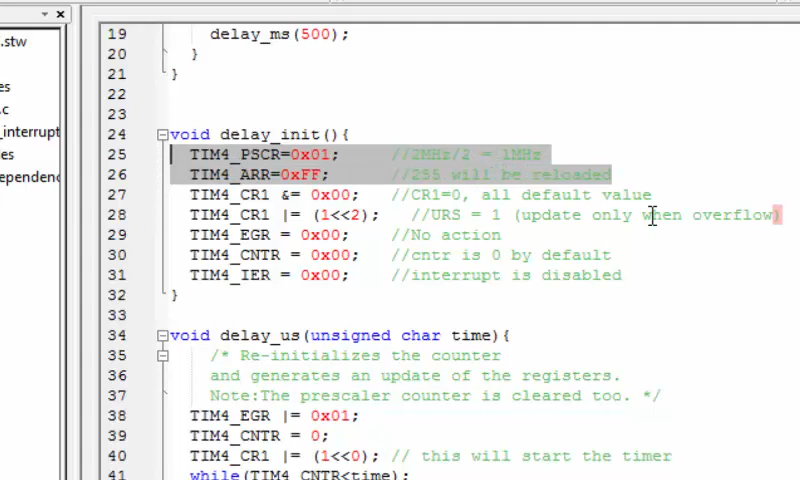 .stw
19 delay_ms(500);
20 }
21 }
22
es
23
.c
24 void delay_init(){
_interrupt
25 TIM4_PSCR=0x01; //2MHz/2 = 1MHz
les
26 TIM4_ARR=0xFF; //255 will be reloaded
ependenc
27 TIM4_CR1 &= 0x00; //CR1=0, all default value
28 TIM4_CR1 |= (1<<2); //URS = 1 (update only when overflow)
29 TIM4_EGR = 0x00; //No action
30 TIM4_CNTR = 0x00; //cntr is 0 by default
31 TIM4_IER = 0x00; //interrupt is disabled
32 }
33
34 void delay_us(unsigned char time){
35 /* Re-initializes the counter
36 and generates an update of the registers.
37 Note:The prescaler counter is cleared too. */
38 TIM4_EGR |= 0x01;
39 TIM4_CNTR = 0;
40 TIM4_CR1 |= (1<<0); // this will start the timer
41 while(TIM4_CNTR<time);